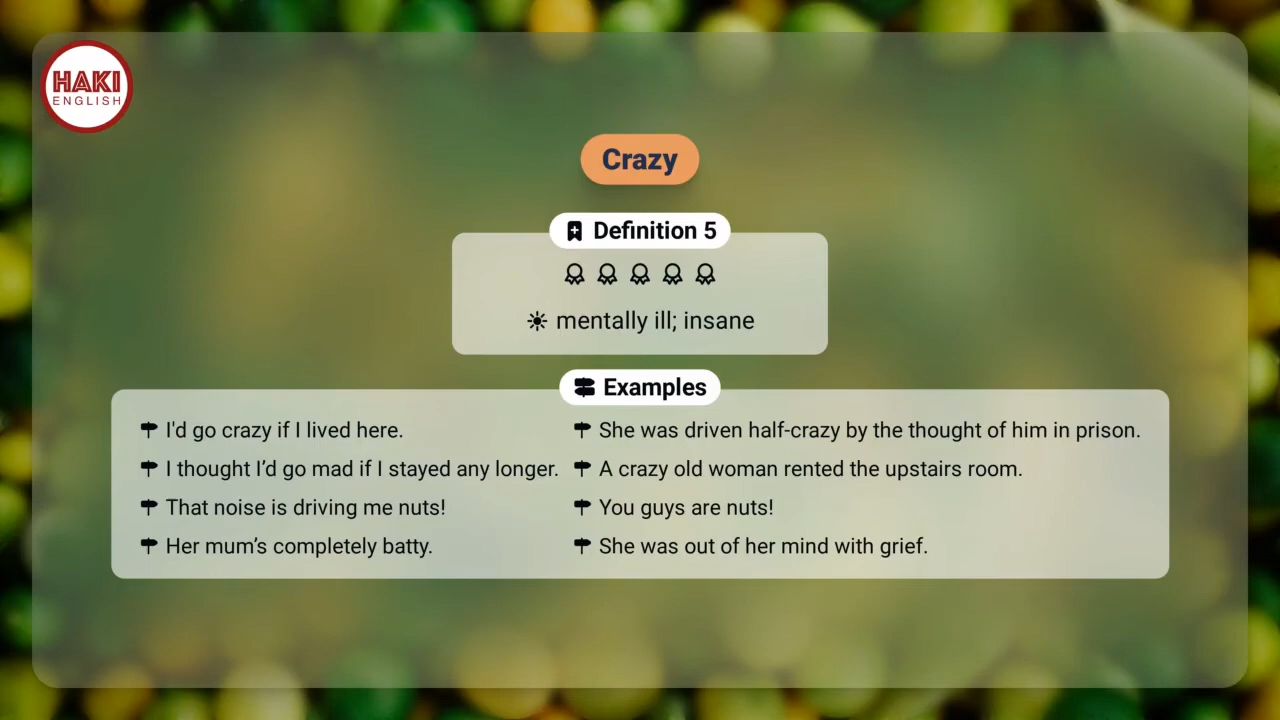 HAKI
ENGLISH
Crazy
Definition 5
mentally ill; insane
Examples
I'd go crazy if I lived here.
I thought I’d go mad if I stayed any longer.
That noise is driving me nuts!
Her mum’s completely batty.
She was driven half-crazy by the thought of him in prison.
A crazy old woman rented the upstairs room.
You guys are nuts!
She was out of her mind with grief.